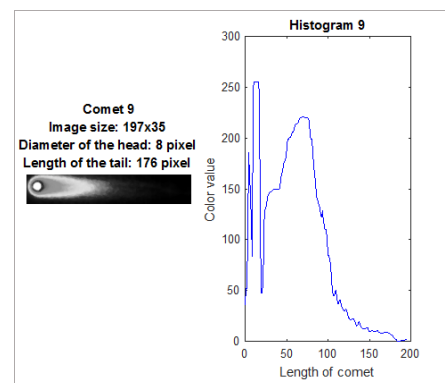 Comet 9
Image size: 197x35
Diameter of the head: 8 pixel
Length of the tail: 176 pixel
Histogram 9
Color value
300
250
200
150
100
50
0
0 50 100 150 200
Length of comet